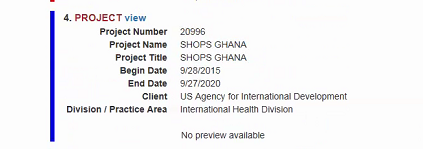 4. PROJECT view
Project Number 20996
Project Name SHOPS GHANA
Project Title SHOPS GHANA
Begin Date 9/28/2015
End Date 9/27/2020
Client US Agency for International Development
Division / Practice Area International Health Division
No preview available